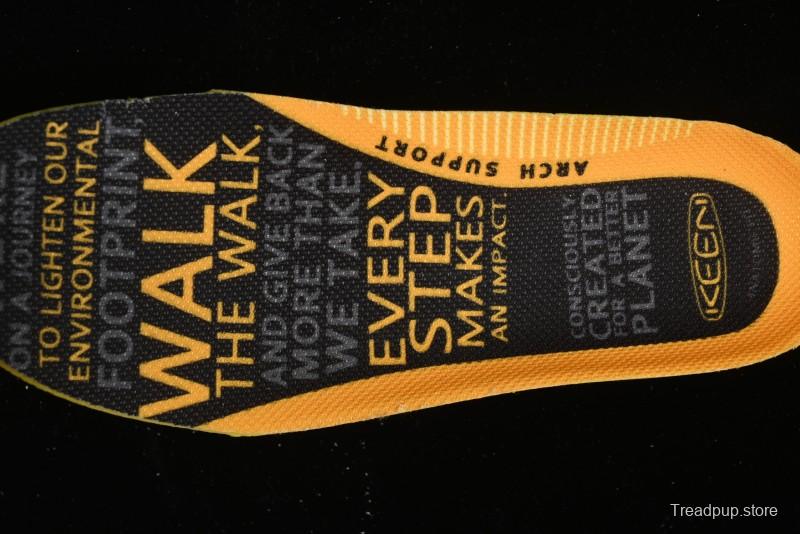 ON A JOURNEY
TO LIGHTEN OUR
ENVIRONMENTAL
FOOTPRINT,
WALK
THE WALK,
AND GIVE BACK
MORE THAN
WE TAKE.
EVERY
STEP
MAKES
AN IMPACT.
CONSCIOUSLY
CREATED
FOR A BETTER
PLANET
KEEN
ARCH SUPPORT
Treadpup.store